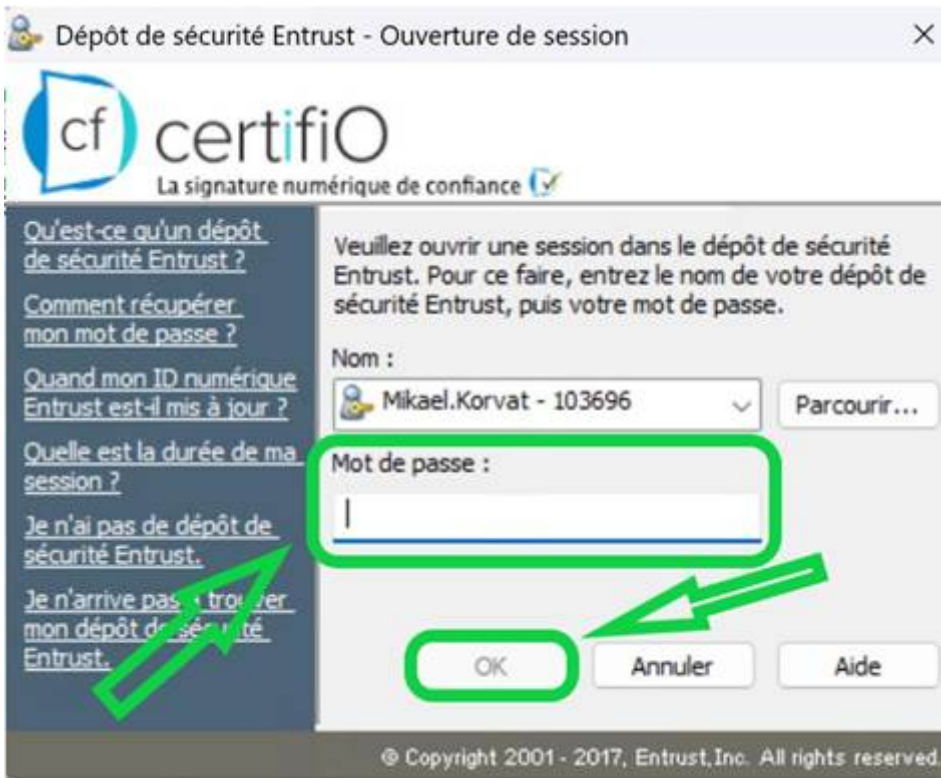 Dépôt de sécurité Entrust - Ouverture de session
cf
certifiO
La signature numérique de confiance
Qu'est-ce qu'un dépôt
de sécurité Entrust ?
Comment récupérer
mon mot de passe ?
Quand mon ID numérique
Entrust est-il mis à jour ?
Quelle est la durée de ma
session ?
Je n'ai pas de dépôt de
sécurité Entrust.
Je n'arrive pas à trouver
mon dépôt de sécurité
Entrust.
Veuillez ouvrir une session dans le dépôt de sécurité
Entrust. Pour ce faire, entrez le nom de votre dépôt de
sécurité Entrust, puis votre mot de passe.
Nom :
Mikael.Korvat - 103696
Parcourir...
Mot de passe :
OK
Annuler
Aide
© Copyright 2001 - 2017, Entrust,Inc. All rights reserved